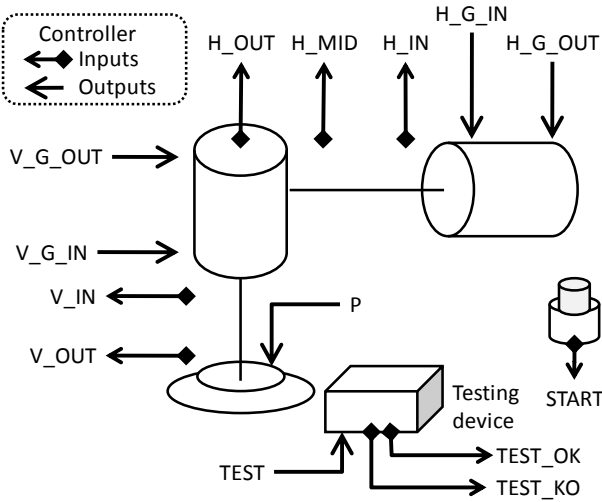 Controller
Inputs
Outputs
H_OUT
H_MID
H_IN
H_G_IN
H_G_OUT
V_G_OUT
V_G_IN
V_IN
V_OUT
P
START
Testing
device
TEST
TEST_OK
TEST_KO